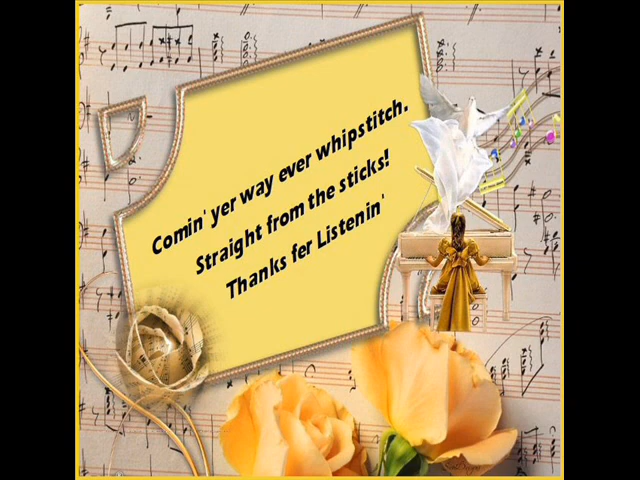 Comin' yer way ever whipstitch.
Straight from the sticks!
Thanks fer Listenin'